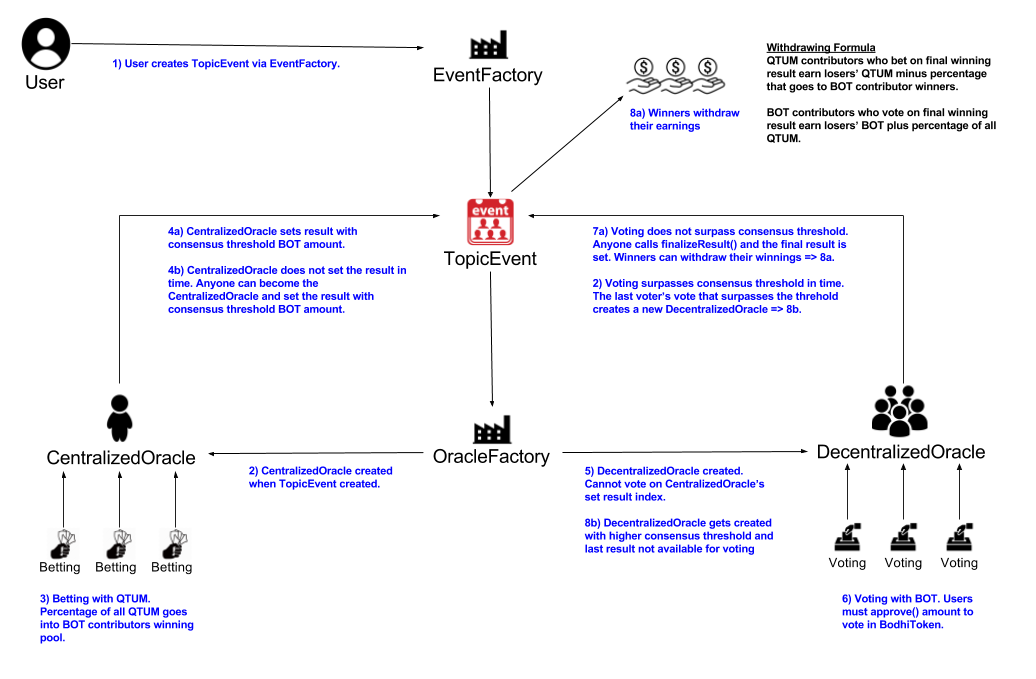 User
1) User creates TopicEvent via EventFactory.
EventFactory
8a) Winners withdraw
their earnings
Withdrawing Formula
QTUM contributors who bet on final winning
result earn losers' QTUM minus percentage
that goes to BOT contributor winners.
BOT contributors who vote on final winning
result earn losers' BOT plus percentage of all
QTUM.
event
TopicEvent
4a) CentralizedOracle sets result with
consensus threshold BOT amount.
4b) CentralizedOracle does not set the result in
time. Anyone can become the
CentralizedOracle and set the result with
consensus threshold BOT amount.
7a) Voting does not surpass consensus threshold.
Anyone calls finalizeResult() and the final result is
set. Winners can withdraw their winnings => 8a.
2) Voting surpasses consensus threshold in time.
The last voter's vote that surpasses the threhold
creates a new DecentralizedOracle => 8b.
CentralizedOracle
2) CentralizedOracle created
when TopicEvent created.
OracleFactory
5) DecentralizedOracle created.
Cannot vote on CentralizedOracle's
set result index.
8b) DecentralizedOracle gets created
with higher consensus threshold and
last result not available for voting
DecentralizedOracle
Betting Betting Betting
3) Betting with QTUM.
Percentage of all QTUM goes
into BOT contributors winning
pool.
Voting Voting Voting
6) Voting with BOT. Users
must approve() amount to
vote in BodhiToken.